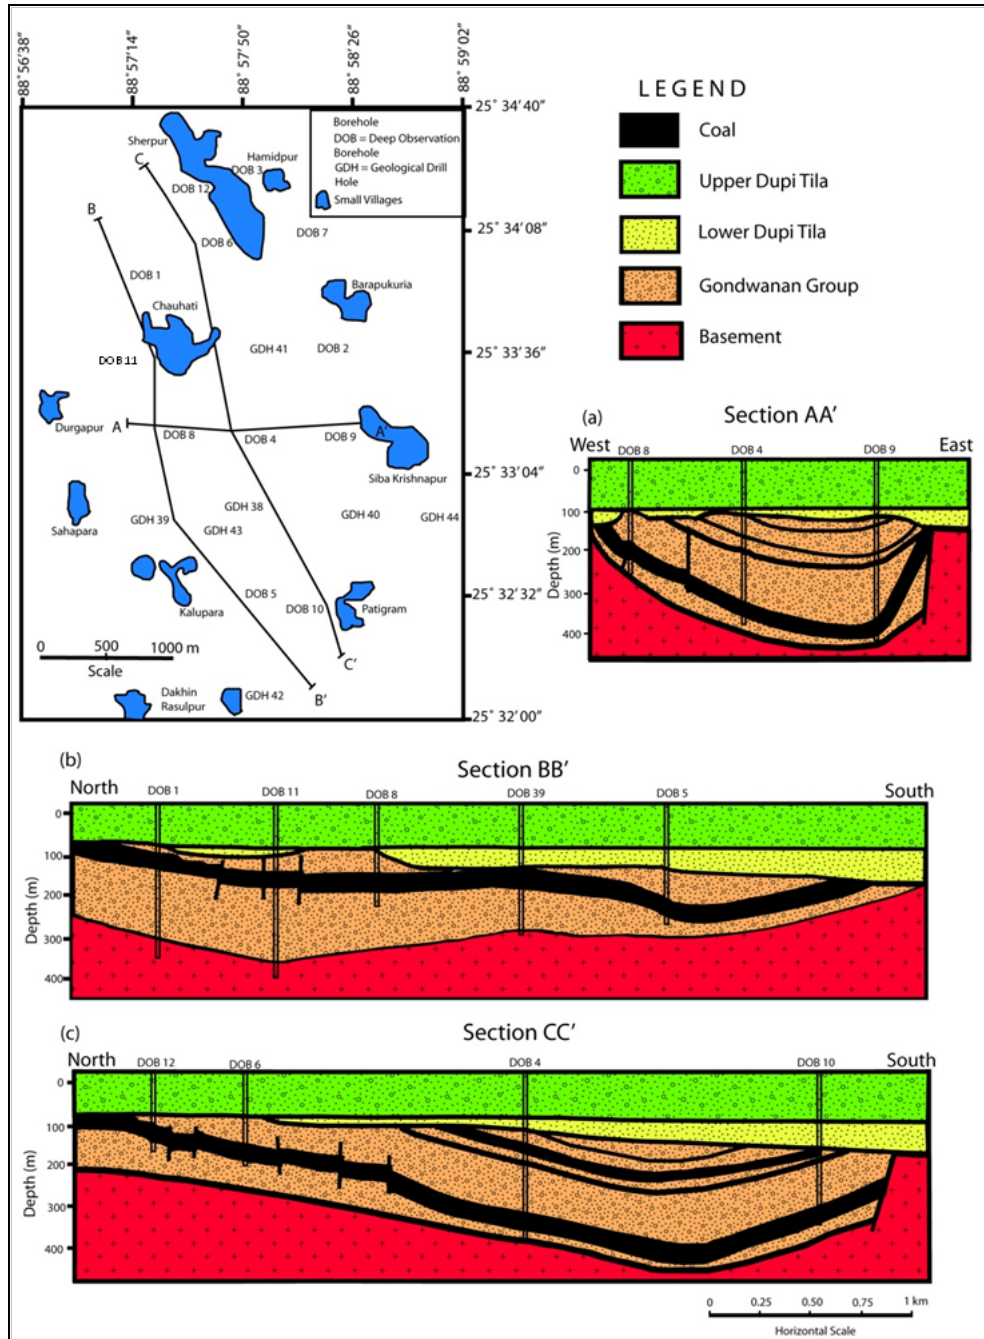 88˚56’38”
88˚57’14”
88˚57’50”
88˚58’26”
88˚59’02”
25˚34’40”
25˚34’08”
25˚33’36”
25˚33’04”
25˚32’32”
25˚32’00”
Borehole
DOB = Deep Observation
Borehole
GDH = Geological Drill
Hole
Small Villages
Sherpur
C
DOB 3
Hamidpur
DOB 12
B
DOB 6
DOB 7
DOB 1
Barapukuria
Chauhati
GDH 41
DOB 2
DOB 11
Durgapur
A
DOB 8
DOB 4
DOB 9
A’
Siba Krishnapur
Sahapara
GDH 39
GDH 38
GDH 43
GDH 40
GDH 44
Kalupara
DOB 5
DOB 10
Patigram
0 500 1000 m
Scale
C’
B’
Dakhin
Rasulpur
GDH 42
LEGEND
Coal
Upper Dupi Tila
Lower Dupi Tila
Gondwanan Group
Basement
(a)
Section AA’
West
East
DOB 8
DOB 4
DOB 9
Depth (m)
0
100
200
300
400
(b)
Section BB’
North
South
DOB 1
DOB 11
DOB 8
DOB 39
DOB 5
Depth (m)
0
100
200
300
400
(c)
Section CC’
North
South
DOB 12
DOB 6
DOB 4
DOB 10
Depth (m)
0
100
200
300
400
0 0.25 0.50 0.75 1 km
Horizontal Scale